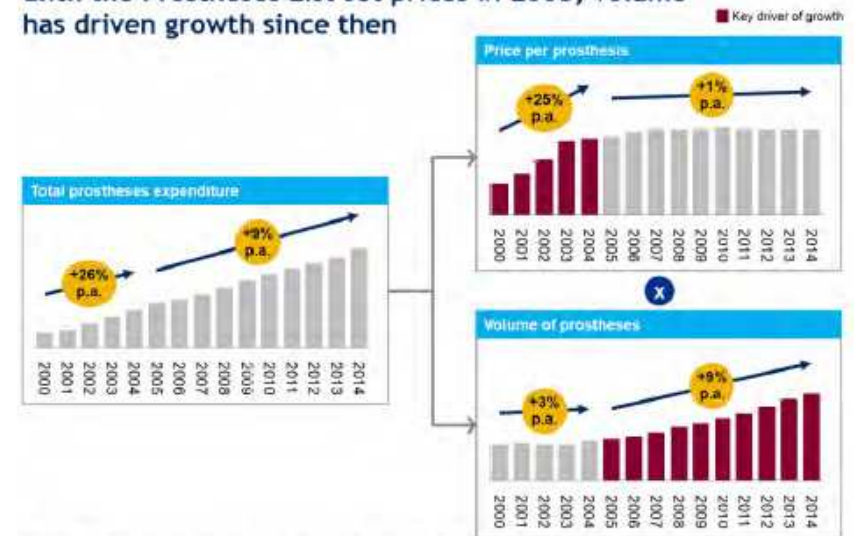 has driven growth since then
Key driver of growth
Price per prosthesis
+25%
p.a.
+1%
p.a.
2000 2001 2002 2003 2004 2005 2006 2007 2008 2009 2010 2011 2012 2013 2014
Total prostheses expenditure
+26%
p.a.
+9%
p.a.
2000 2001 2002 2003 2004 2005 2006 2007 2008 2009 2010 2011 2012 2013 2014
x
Volume of prostheses
+3%
p.a.
+9%
p.a.
2000 2001 2002 2003 2004 2005 2006 2007 2008 2009 2010 2011 2012 2013 2014